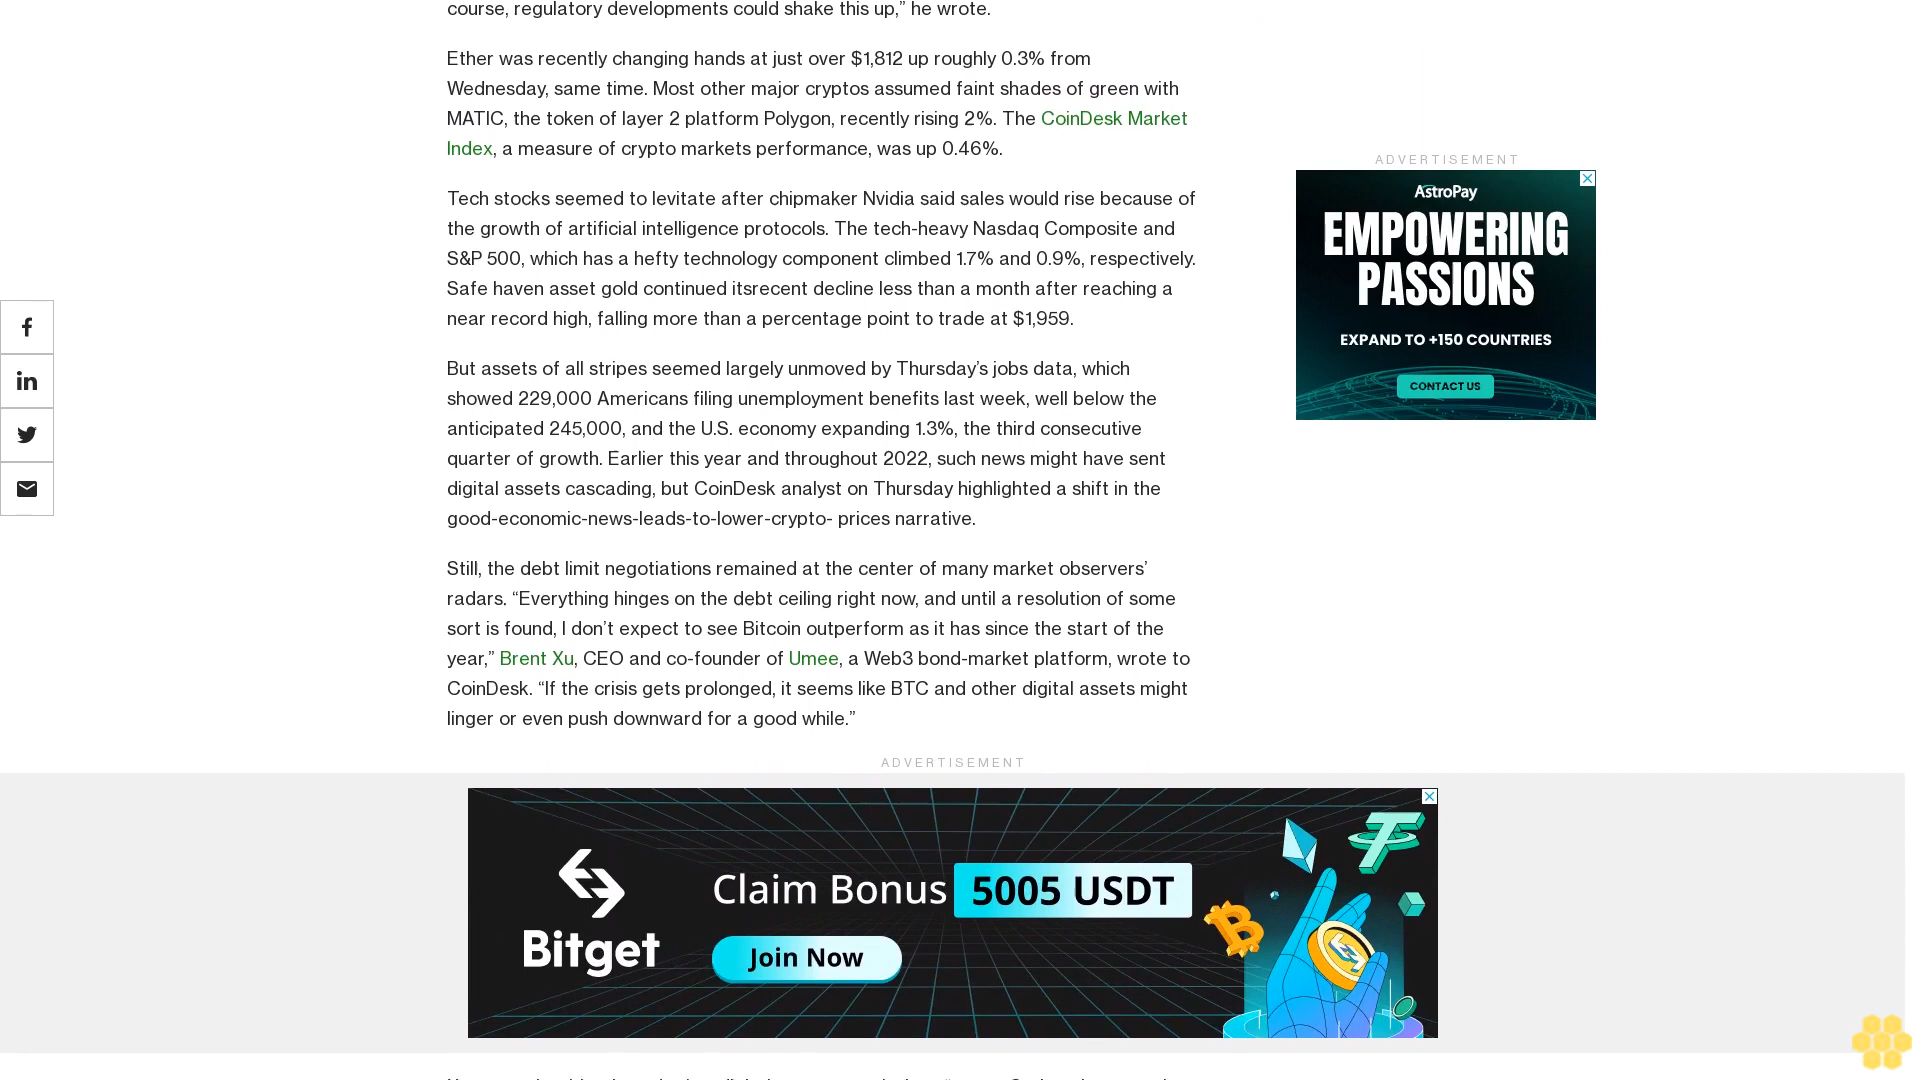 course, regulatory developments could shake this up,” he wrote.
Ether was recently changing hands at just over $1,812 up roughly 0.3% from
Wednesday, same time. Most other major cryptos assumed faint shades of green with
MATIC, the token of layer 2 platform Polygon, recently rising 2%. The CoinDesk Market
Index, a measure of crypto markets performance, was up 0.46%.
Tech stocks seemed to levitate after chipmaker Nvidia said sales would rise because of
the growth of artificial intelligence protocols. The tech-heavy Nasdaq Composite and
S&P 500, which has a hefty technology component climbed 1.7% and 0.9%, respectively.
Safe haven asset gold continued itsrecent decline less than a month after reaching a
near record high, falling more than a percentage point to trade at $1,959.
But assets of all stripes seemed largely unmoved by Thursday’s jobs data, which
showed 229,000 Americans filing unemployment benefits last week, well below the
anticipated 245,000, and the U.S. economy expanding 1.3%, the third consecutive
quarter of growth. Earlier this year and throughout 2022, such news might have sent
digital assets cascading, but CoinDesk analyst on Thursday highlighted a shift in the
good-economic-news-leads-to-lower-crypto- prices narrative.
Still, the debt limit negotiations remained at the center of many market observers’
radars. “Everything hinges on the debt ceiling right now, and until a resolution of some
sort is found, I don’t expect to see Bitcoin outperform as it has since the start of the
year,” Brent Xu, CEO and co-founder of Umee, a Web3 bond-market platform, wrote to
CoinDesk. “If the crisis gets prolonged, it seems like BTC and other digital assets might
linger or even push downward for a good while.”
ADVERTISEMENT
AstroPay
EMPOWERING
PASSIONS
EXPAND TO +150 COUNTRIES
CONTACT US
ADVERTISEMENT
Bitget
Claim Bonus 5005 USDT
Join Now